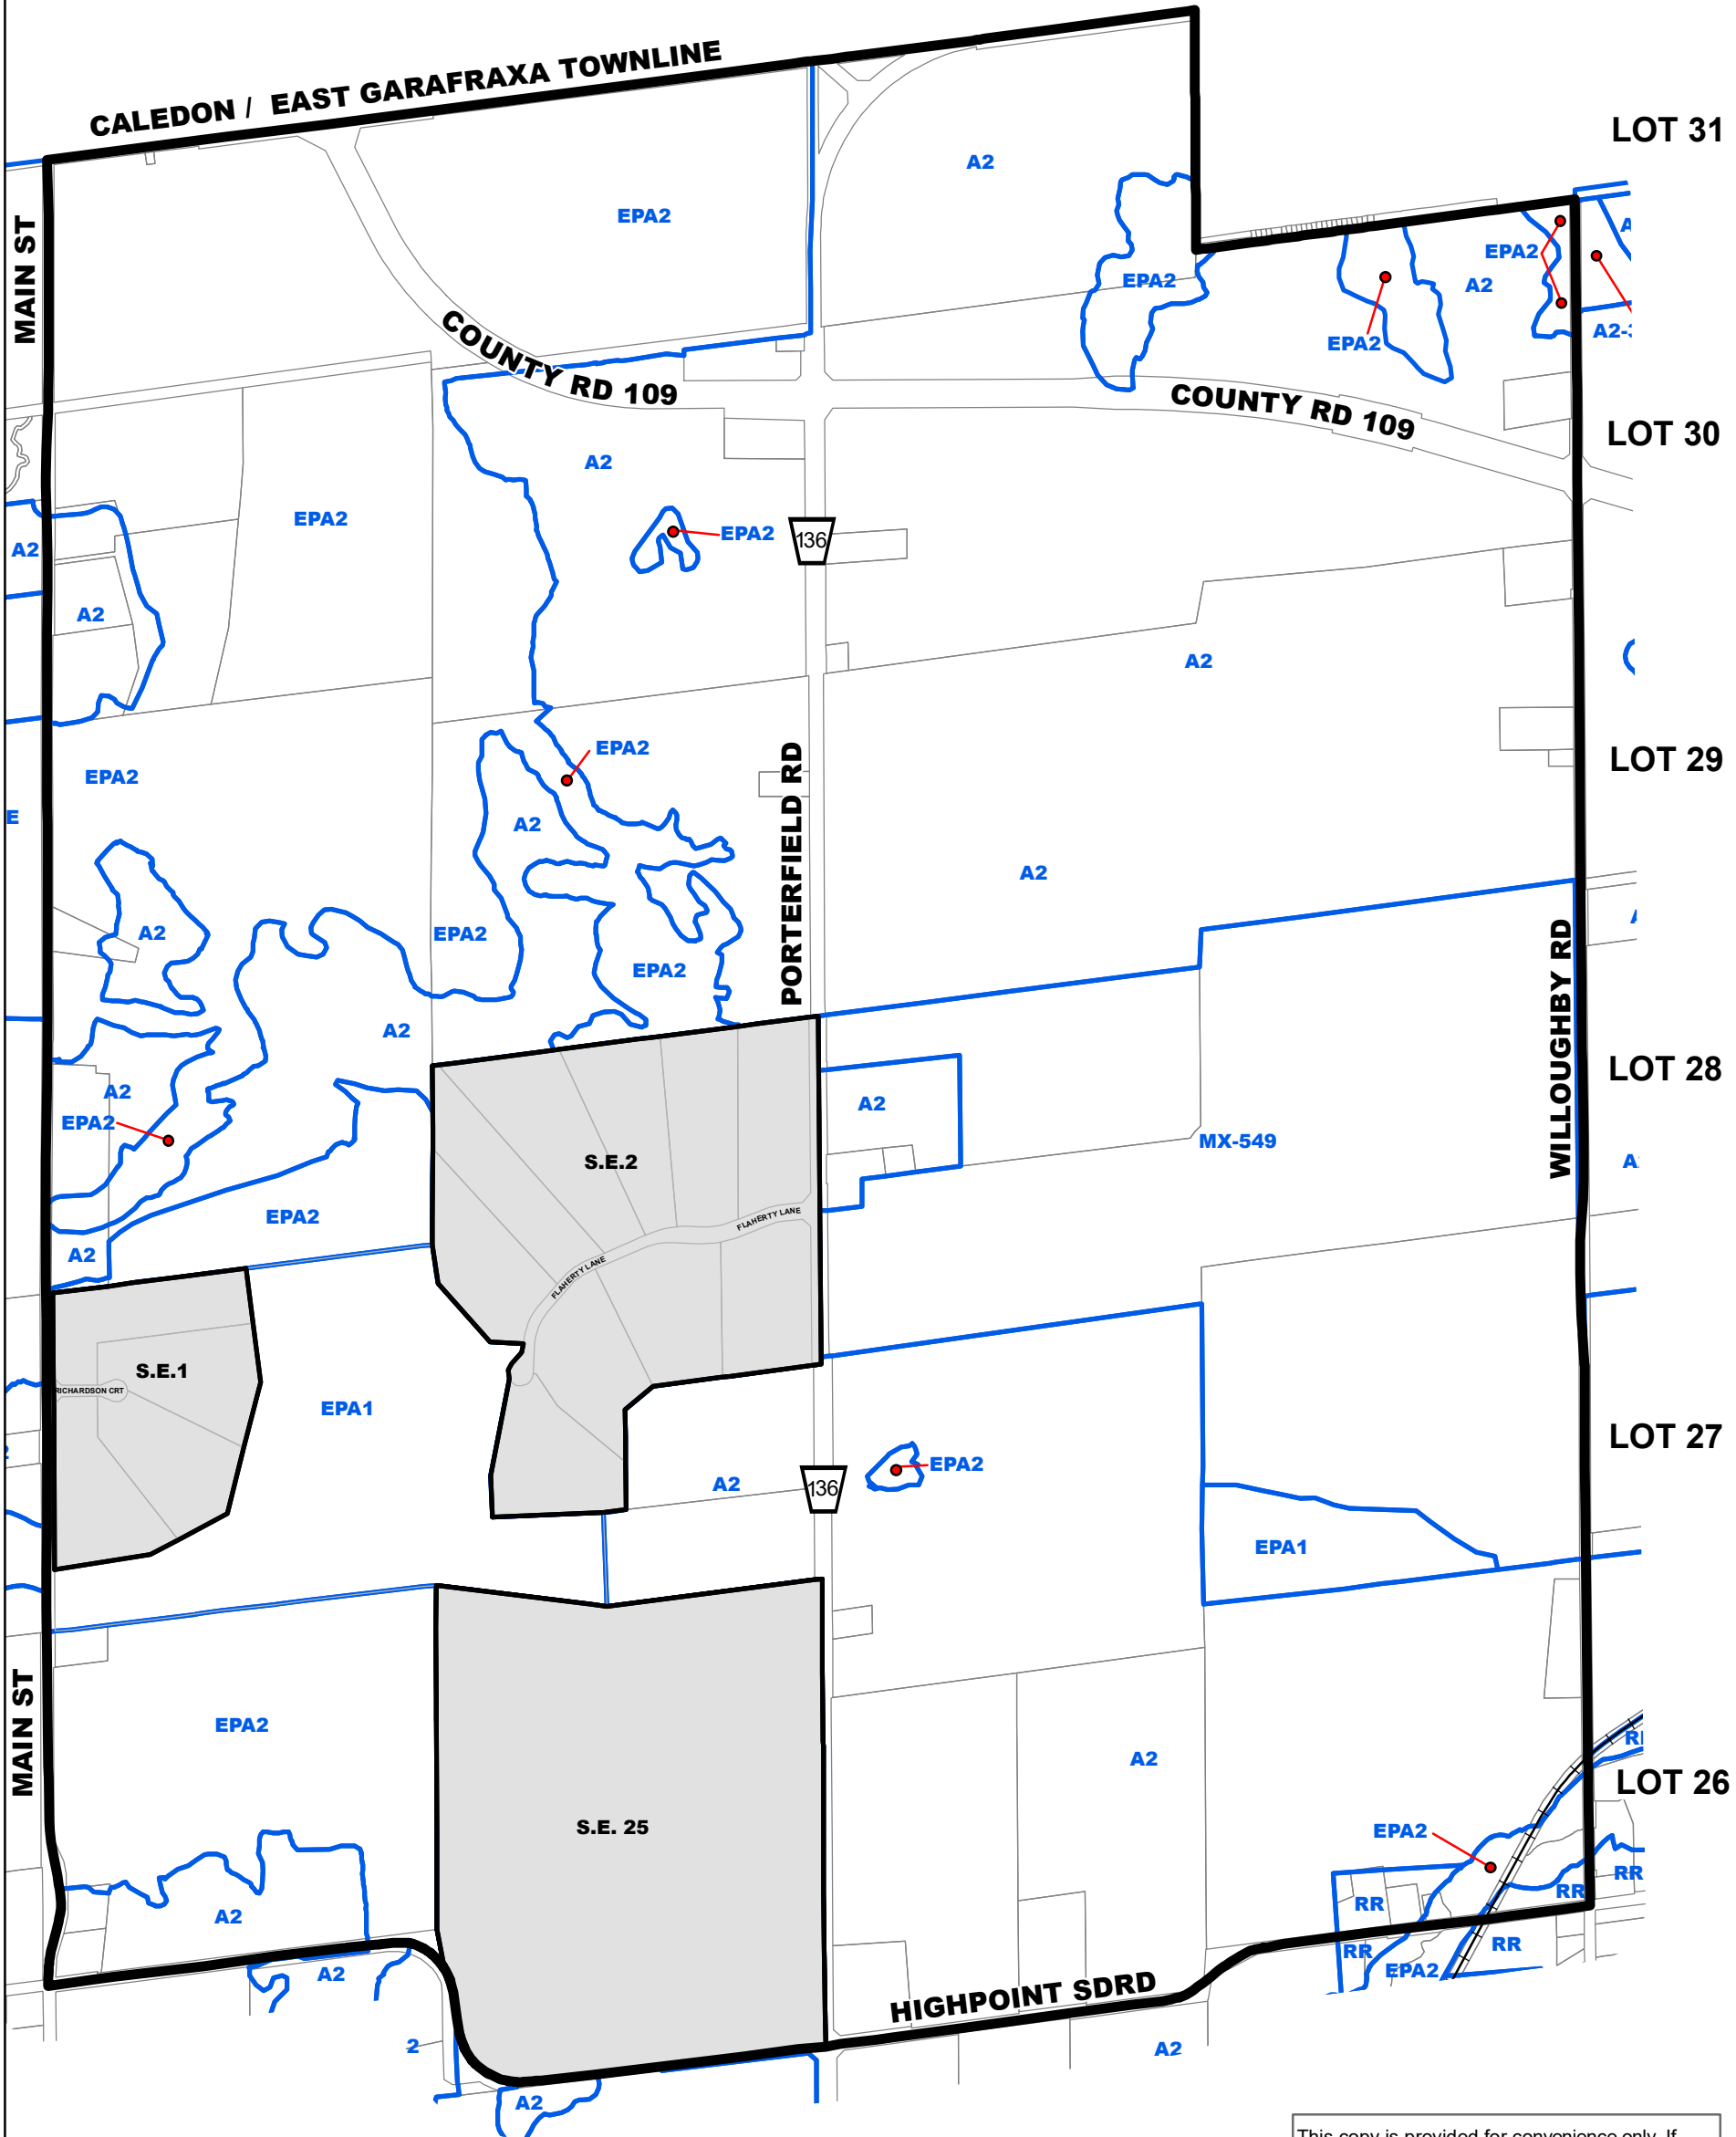 CALEDON / EAST GARAFRAXA TOWNLINE
LOT 31
A2
EPA2
MAIN ST
EPA2
EPA2
A2
EPA2
A2-
COUNTY RD 109
COUNTY RD 109
LOT 30
A2
EPA2
EPA2
136
A2
A2
A2
EPA2
LOT 29
EPA2
E
A2
PORTERFIELD RD
A2
A2
EPA2
EPA2
WILLOUGHBY RD
A2
LOT 28
A2
A2
EPA2
MX-549
S.E.2
EPA2
FLAHERTY LANE
FLAHERTY LANE
A2
S.E.1
RICHARDSON CRT
EPA1
LOT 27
EPA2
A2
136
EPA1
MAIN ST
EPA2
A2
LOT 26
S.E. 25
EPA2
RR
RR
RR
A2
RR
RR
EPA2
A2
HIGHPOINT SDRD
2
A2
A2
This copy is provided for convenience only. If